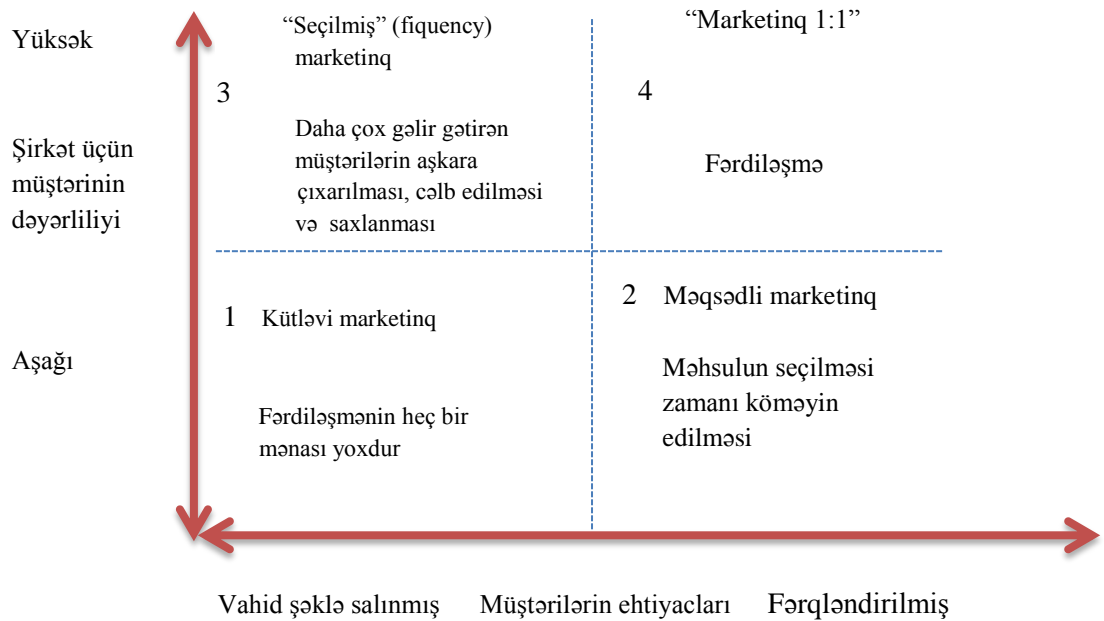 Yüksək
Şirkət üçün
müştərinin
dəyərliliyi
Aşağı
“Seçilmiş” (fiquency)
marketinq
3
Daha çox gəlir gətirən
müştərilərin aşkara
çıxarılması, cəlb edilməsi
və saxlanması
“Marketinq 1:1”
4
Fərdiləşmə
1 Kütləvi marketinq
Fərdiləşmənin heç bir
mənası yoxdur
2 Məqsədli marketinq
Məhsulun seçilməsi
zamanı köməyin
edilməsi
Vahid şəklə salınmış Müştərilərin ehtiyacları Fərqləndirilmiş